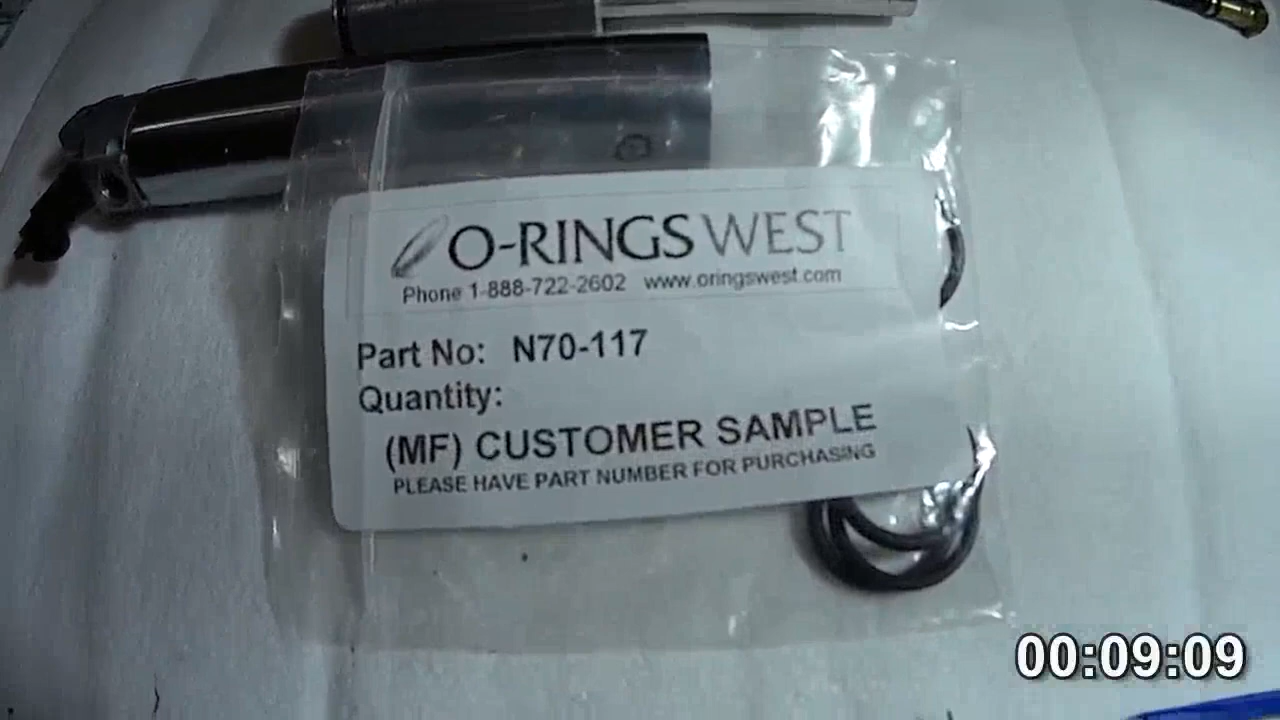 O-RINGS WEST
Phone 1-888-722-2602 www.oringswest.com
Part No: N70-117
Quantity:
(MF) CUSTOMER SAMPLE
PLEASE HAVE PART NUMBER FOR PURCHASING
00:09:09